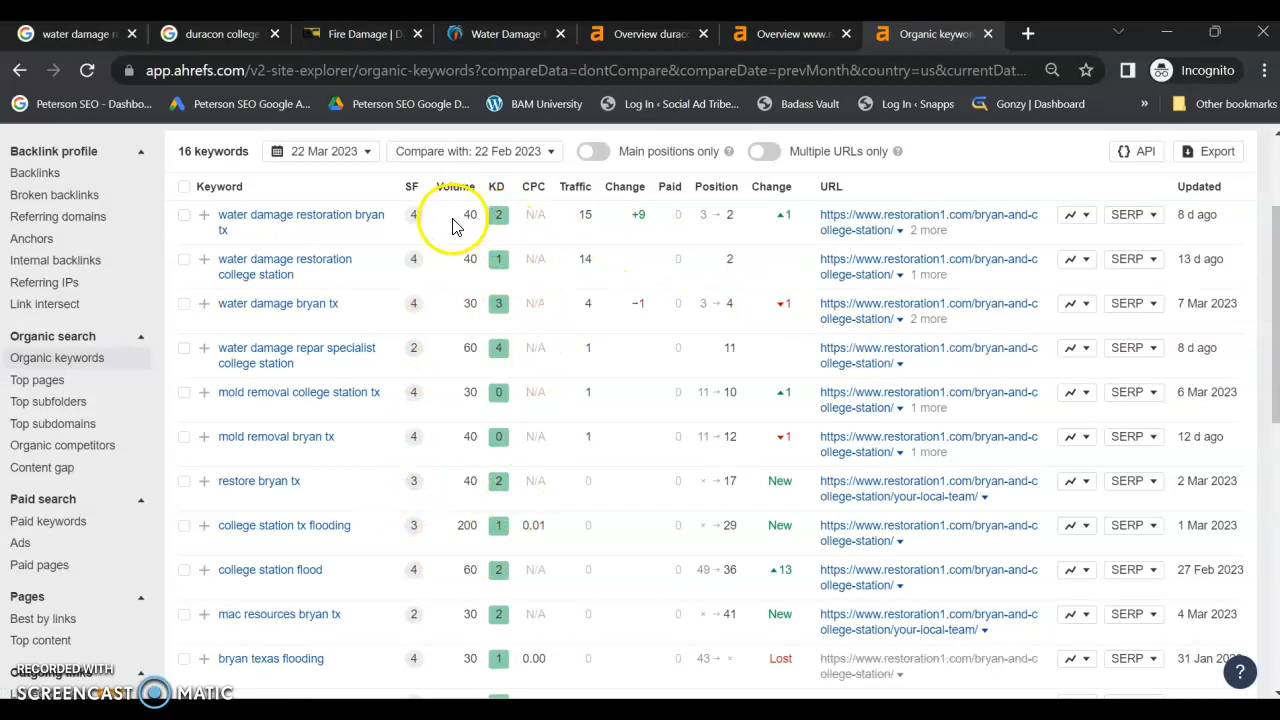 water damage r
duracon college
Fire Damage | D
Water Damage
Overview durac
Overview www.r
Organic keywor
app.ahrefs.com/v2-site-explorer/organic-keywords?compareData=dontCompare&compareDate=prevMonth&country=us&currentDat...
Incognito
Peterson SEO - Dashbo...
Peterson SEO Google A...
Peterson SEO Google D...
BAM University
Log In ‹ Social Ad Tribe...
Badass Vault
Log In ‹ Snapps
Gonzy | Dashboard
»
Other bookmarks
Backlink profile
Backlinks
Broken backlinks
Referring domains
Anchors
Internal backlinks
Referring IPs
Link intersect
Organic search
Organic keywords
Top pages
Top subfolders
Top subdomains
Organic competitors
Content gap
Paid search
Paid keywords
Ads
Paid pages
Pages
Best by links
Top content
Outgoing links
16 keywords 22 Mar 2023 Compare with: 22 Feb 2023 Main positions only ? Multiple URLs only ? {} API Export
Keyword SF Volume KD CPC Traffic Change Paid Position Change URL Updated
water damage restoration bryan 4 40 2 N/A 15 +9 0 3 → 2 1 https://www.restoration1.com/bryan-and-c SERP 8 d ago
tx ollege-station/ 2 more
water damage restoration 4 40 1 N/A 14 0 2 https://www.restoration1.com/bryan-and-c SERP 13 d ago
college station ollege-station/ 1 more
water damage bryan tx 4 30 3 N/A 4 −1 0 3 → 4 1 https://www.restoration1.com/bryan-and-c SERP 7 Mar 2023
ollege-station/ 2 more
water damage repar specialist 2 60 4 N/A 1 0 11 https://www.restoration1.com/bryan-and-c SERP 8 d ago
college station ollege-station/
mold removal college station tx 4 30 0 N/A 1 0 11 → 10 1 https://www.restoration1.com/bryan-and-c SERP 6 Mar 2023
ollege-station/ 1 more
mold removal bryan tx 4 40 0 N/A 1 0 11 → 12 1 https://www.restoration1.com/bryan-and-c SERP 12 d ago
ollege-station/ 1 more
restore bryan tx 3 40 2 N/A 0 0 × → 17 New https://www.restoration1.com/bryan-and-c SERP 2 Mar 2023
ollege-station/your-local-team/
college station tx flooding 3 200 1 0.01 0 0 × → 29 New https://www.restoration1.com/bryan-and-c SERP 1 Mar 2023
ollege-station/
college station flood 4 60 2 N/A 0 0 49 → 36 13 https://www.restoration1.com/bryan-and-c SERP 27 Feb 2023
ollege-station/
mac resources bryan tx 2 30 2 N/A 0 0 × → 41 New https://www.restoration1.com/bryan-and-c SERP 4 Mar 2023
ollege-station/your-local-team/
bryan texas flooding 4 30 1 0.00 0 0 43 → × Lost https://www.restoration1.com/bryan-and-c SERP 31 Jan 2023
ollege-station/
?
RECORDED WITH
SCREENCAST MATIC